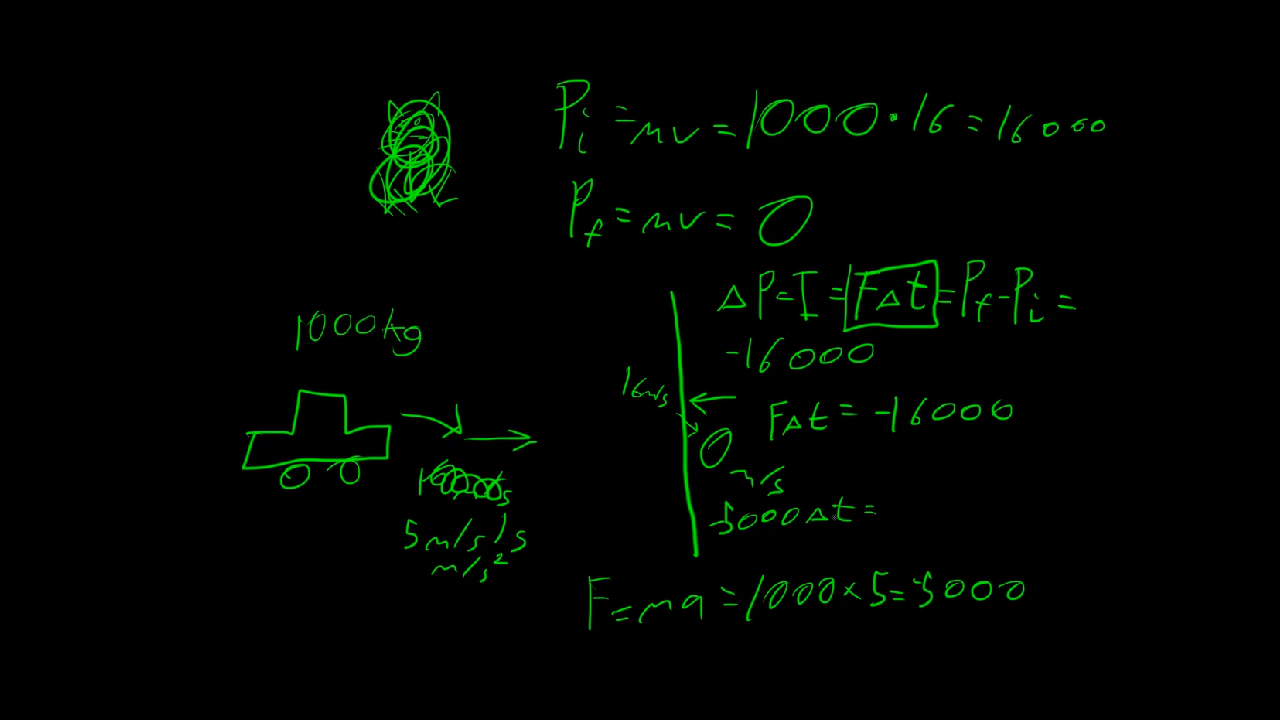 Pi = mv = 1000 · 16 = 16000
Pf = mv = 0
ΔP = I = FΔt = Pf - Pi =
-16000
1000kg
16m/s
FΔt = -16000
0
m/s
5m/s/s
m/s²
5000Δt =
F = ma = 1000 × 5 = 5000